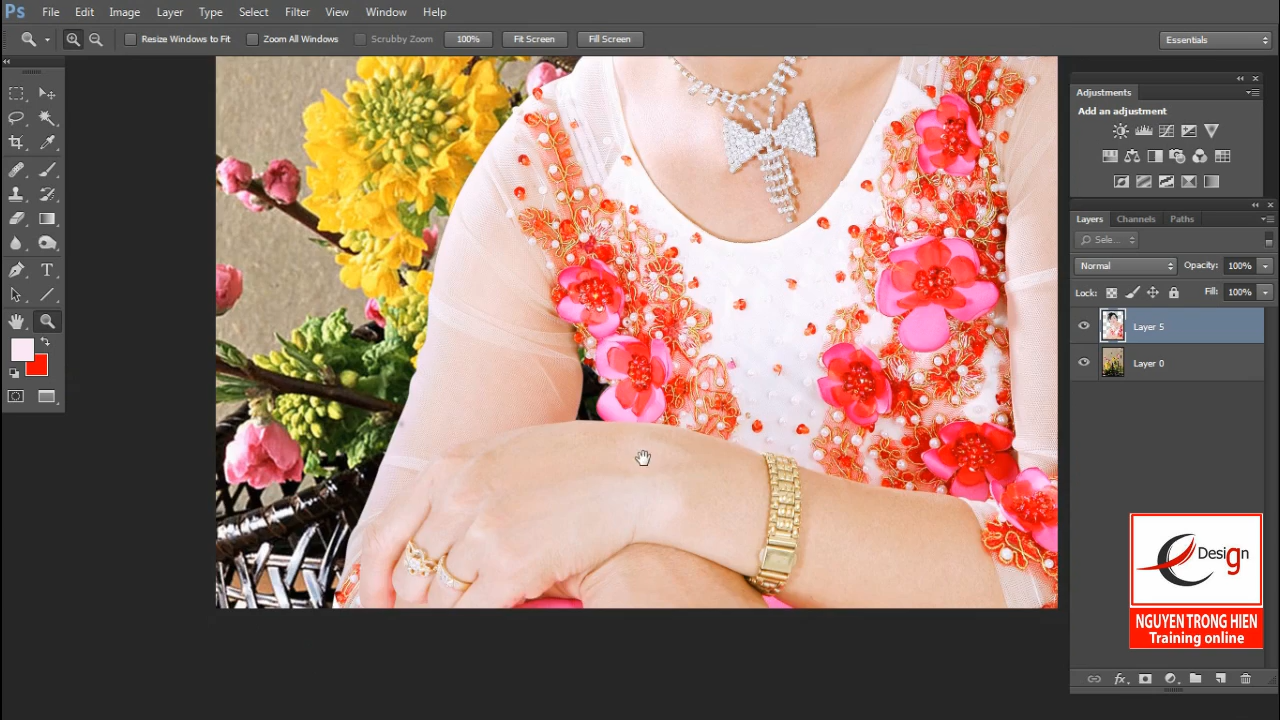 Ps File Edit Image Layer Type Select Filter View Window Help
Resize Windows to Fit Zoom All Windows Scrubby Zoom 100% Fit Screen Fill Screen Essentials
Adjustments
Add an adjustment
Layers Channels Paths
Sele...
Normal Opacity: 100%
Lock: Fill: 100%
Layer 5
Layer 0
T
Design
NGUYEN TRONG HIEN
Training online